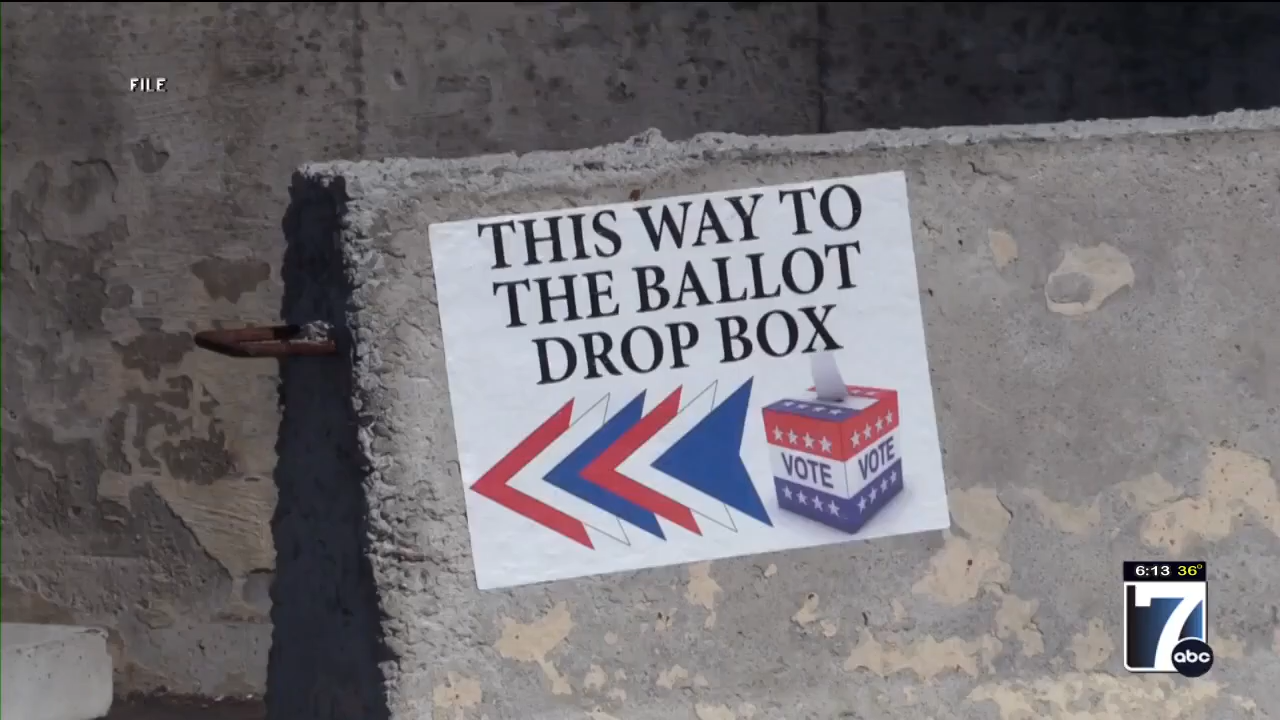 FILE
THIS WAY TO
THE BALLOT
DROP BOX
VOTE VOTE
6:13 36°
7
abc